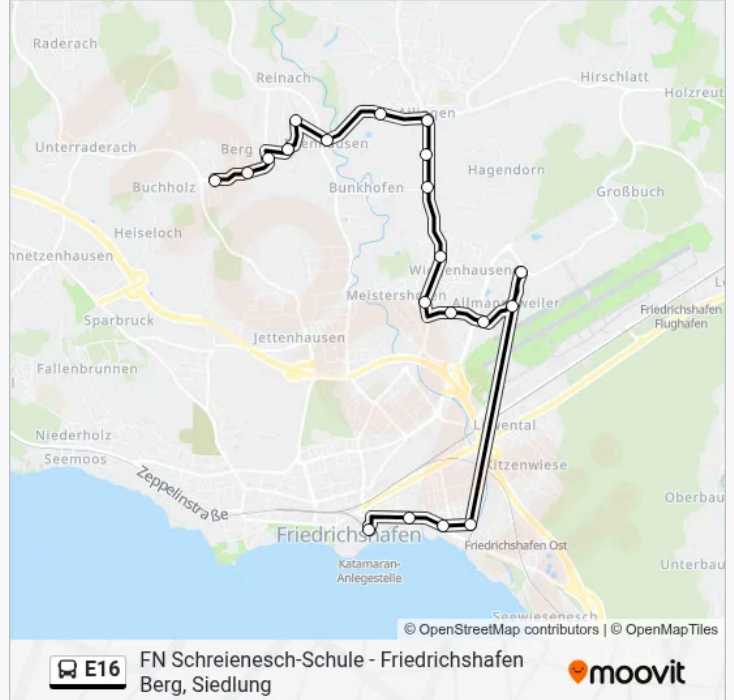 Raderach
Reinach
Hirschlatt
Holzreut
Unterraderach
Berg
Hagendorn
Buchholz
Bunkhofen
Großbuch
Heiseloch
hnetzenhausen
Meistershofen
Friedrichshafen
Flughafen
Sparbruck
Jettenhausen
Fallenbrunnen
Löwental
Niederholz
Seemoos
Kitzenwiese
Zeppelinstraße
Oberbau
Friedrichshafen
Friedrichshafen Ost
Katamaran-
Anlegestelle
Unterbau
Seewiesenesch
© OpenStreetMap contributors | © OpenMapTiles
E16
FN Schreienesch-Schule - Friedrichshafen
Berg, Siedlung
moovit